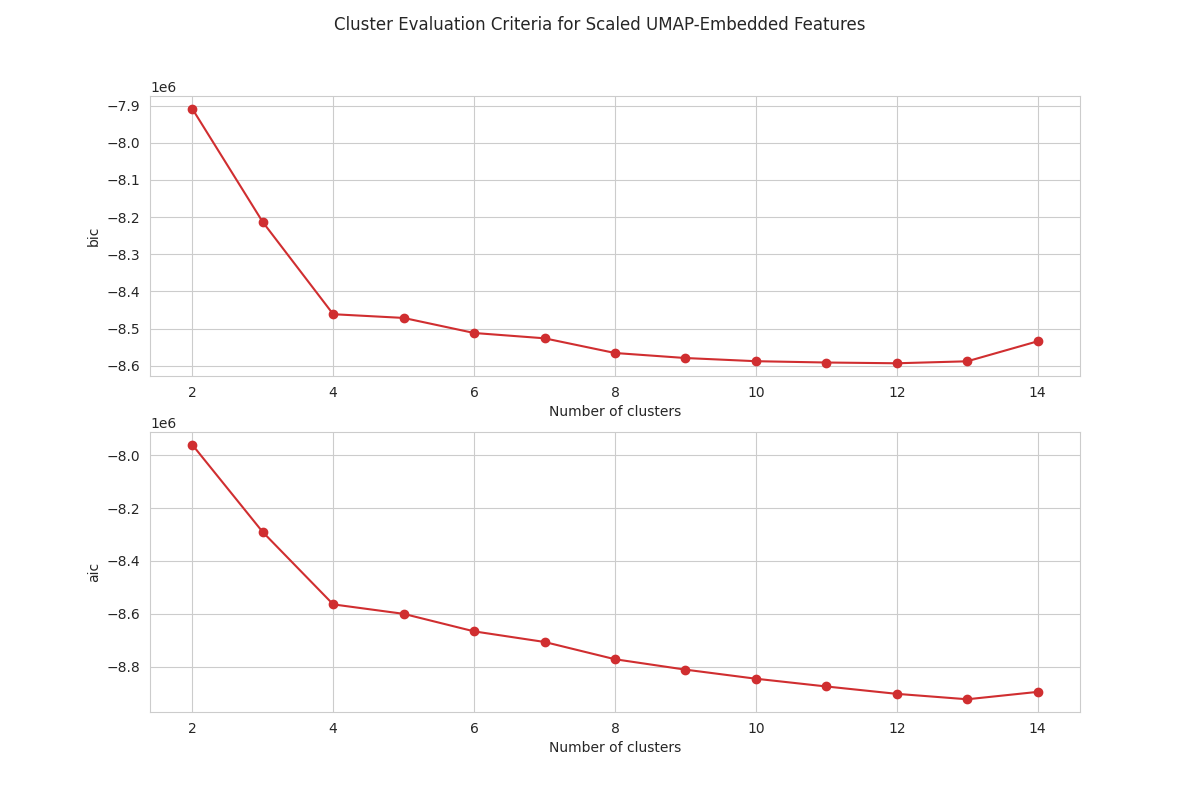 Cluster Evaluation Criteria for Scaled UMAP-Embedded Features
1e6
−7.9
−8.0
−8.1
−8.2
−8.3
−8.4
−8.5
−8.6
bic
2 4 6 8 10 12 14
Number of clusters
1e6
−8.0
−8.2
−8.4
−8.6
−8.8
aic
2 4 6 8 10 12 14
Number of clusters